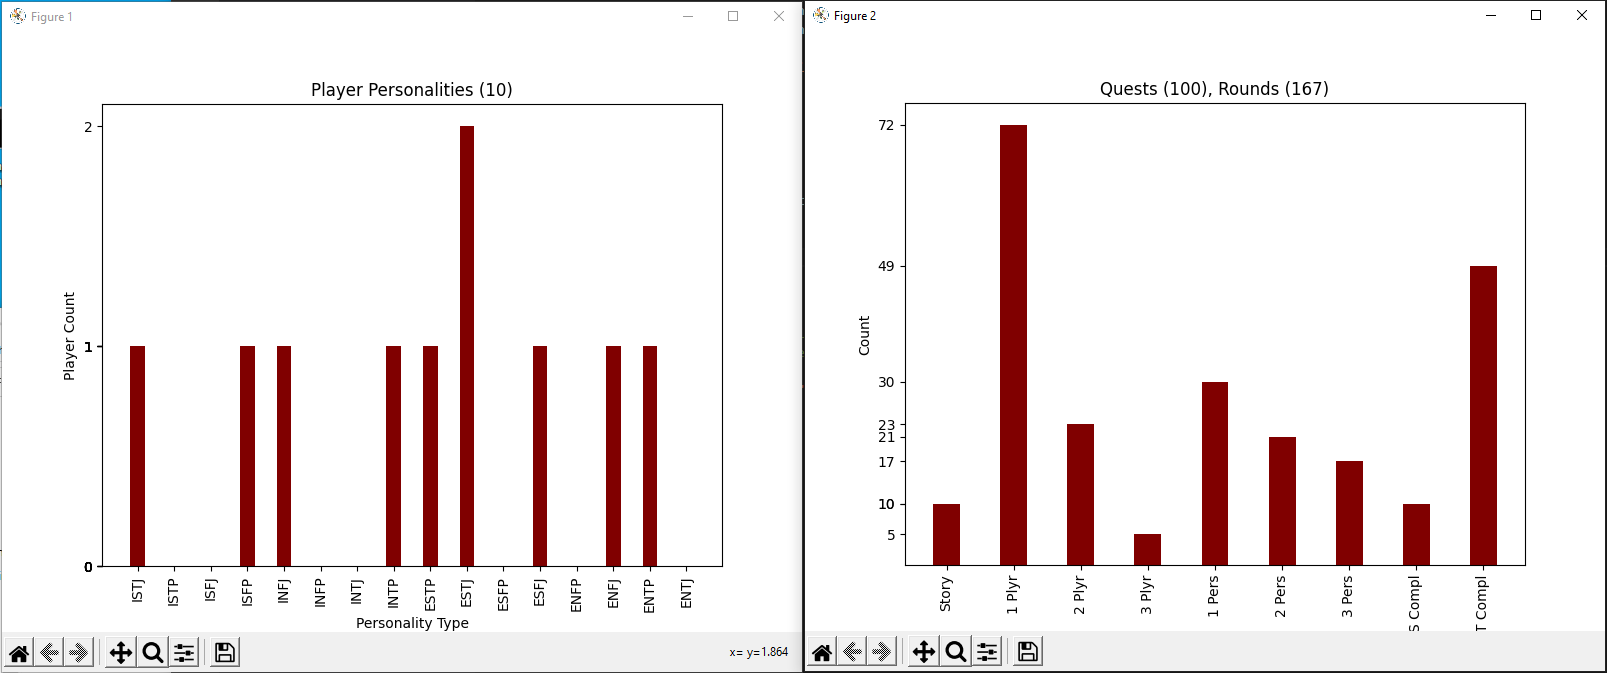 Figure 1
Player Personalities (10)
2
1
0
Player Count
ISTJ
ISTP
ISFJ
ISFP
INFJ
INFP
INTJ
INTP
ESTP
ESTJ
ESFP
ESFJ
ENFP
ENFJ
ENTP
ENTJ
Personality Type
x= y=1.864
Figure 2
Quests (100), Rounds (167)
72
49
30
23
21
17
10
5
Count
Story
1 Plyr
2 Plyr
3 Plyr
1 Pers
2 Pers
3 Pers
S Compl
T Compl